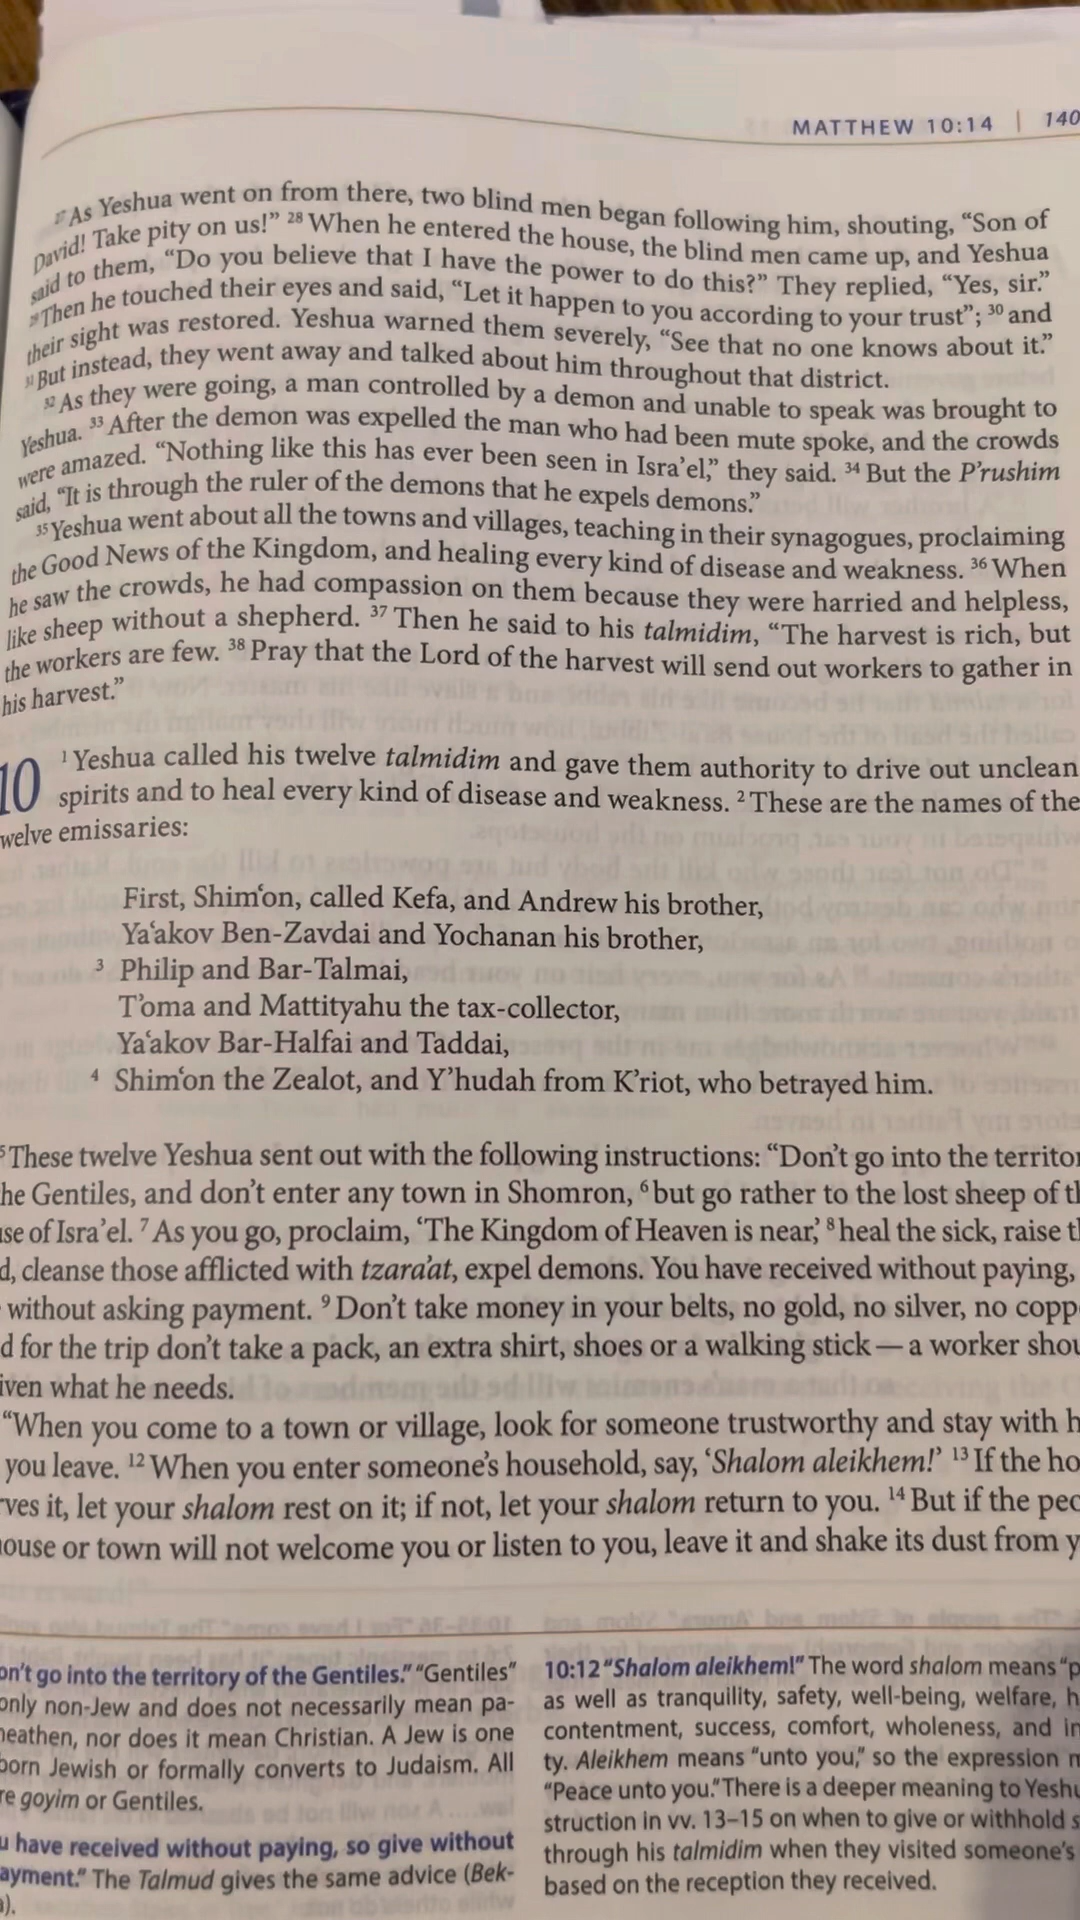 MATTHEW 10:14 | 140
27 As Yeshua went on from there, two blind men began following him, shouting, “Son of
David! Take pity on us!” 28 When he entered the house, the blind men came up, and Yeshua
said to them, “Do you believe that I have the power to do this?” They replied, “Yes, sir.”
29 Then he touched their eyes and said, “Let it happen to you according to your trust”; 30 and
their sight was restored. Yeshua warned them severely, “See that no one knows about it.”
31 But instead, they went away and talked about him throughout that district.
32 As they were going, a man controlled by a demon and unable to speak was brought to
Yeshua. 33 After the demon was expelled the man who had been mute spoke, and the crowds
were amazed. “Nothing like this has ever been seen in Isra’el,” they said. 34 But the P’rushim
said, “It is through the ruler of the demons that he expels demons.”
35 Yeshua went about all the towns and villages, teaching in their synagogues, proclaiming
the Good News of the Kingdom, and healing every kind of disease and weakness. 36 When
he saw the crowds, he had compassion on them because they were harried and helpless,
like sheep without a shepherd. 37 Then he said to his talmidim, “The harvest is rich, but
the workers are few. 38 Pray that the Lord of the harvest will send out workers to gather in
his harvest.”
10 1 Yeshua called his twelve talmidim and gave them authority to drive out unclean
spirits and to heal every kind of disease and weakness. 2 These are the names of the
welve emissaries:
First, Shim‘on, called Kefa, and Andrew his brother,
Ya‘akov Ben-Zavdai and Yochanan his brother,
3 Philip and Bar-Talmai,
T’oma and Mattityahu the tax-collector,
Ya‘akov Bar-Halfai and Taddai,
4 Shim‘on the Zealot, and Y’hudah from K’riot, who betrayed him.
5 These twelve Yeshua sent out with the following instructions: “Don’t go into the territor
he Gentiles, and don’t enter any town in Shomron, 6 but go rather to the lost sheep of th
use of Isra’el. 7 As you go, proclaim, ‘The Kingdom of Heaven is near,’ 8 heal the sick, raise th
d, cleanse those afflicted with tzara‘at, expel demons. You have received without paying,
without asking payment. 9 Don’t take money in your belts, no gold, no silver, no copp
d for the trip don’t take a pack, an extra shirt, shoes or a walking stick — a worker shou
iven what he needs.
“When you come to a town or village, look for someone trustworthy and stay with h
you leave. 12 When you enter someone’s household, say, ‘Shalom aleikhem!’ 13 If the ho
rves it, let your shalom rest on it; if not, let your shalom return to you. 14 But if the peo
house or town will not welcome you or listen to you, leave it and shake its dust from y
on’t go into the territory of the Gentiles.” “Gentiles”
only non-Jew and does not necessarily mean pa-
heathen, nor does it mean Christian. A Jew is one
born Jewish or formally converts to Judaism. All
re goyim or Gentiles.
u have received without paying, so give without
ayment.” The Talmud gives the same advice (Bek-
).
10:12 “Shalom aleikhem!” The word shalom means “p
as well as tranquility, safety, well-being, welfare, h
contentment, success, comfort, wholeness, and in
ty. Aleikhem means “unto you,” so the expression m
“Peace unto you.” There is a deeper meaning to Yeshu
struction in vv. 13–15 on when to give or withhold s
through his talmidim when they visited someone’s
based on the reception they received.